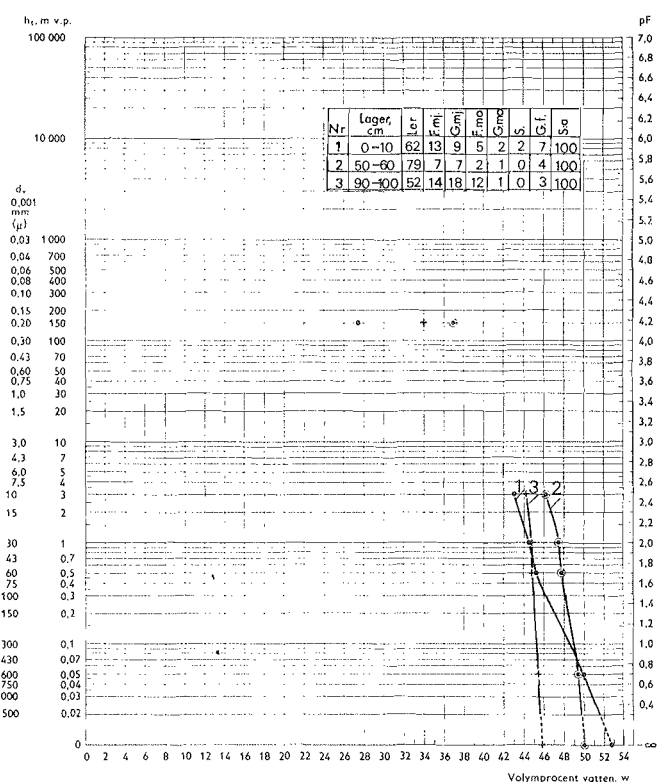 h t, m v.p.
pF
100 000
7,0
6,8
6,6
6,4
6,2
10 000
6,0
5,8
5,6
5,4
5,2
Nr Lager, cm Ler F.mj. G.mj. F.mo G.mo S. G.f. S:a
1 0-10 62 13 9 5 2 2 7 100
2 50-60 79 7 7 2 1 0 4 100
3 90-100 52 14 18 12 1 0 3 100
d,
0,001
mm
(μ)
0,03 1 000 5,0
0,04 700
0,06 500 4,8
0,08 400
0,10 300 4,6
4,4
0,15 200
0,20 150 4,2
0,30 100 4,0
0,43 70 3,8
0,60 50
0,75 40 3,6
1,0 30
3,4
1,5 20
3,2
3,0 10 3,0
4,3 7 2,8
6,0 5
7,5 4 2,6
10 3
2,4
15 2
2,2
1 3 2
30 1 2,0
43 0,7 1,8
60 0,5
75 0,4 1,6
100 0,3
1,4
150 0,2
1,2
300 0,1 1,0
430 0,07 0,8
600 0,05
750 0,04
000 0,03 0,4
500 0,02
0 -∞
0 2 4 6 8 10 12 14 16 18 20 22 24 26 28 30 32 34 36 38 40 42 44 46 48 50 52 54
Volymprocent vatten, w